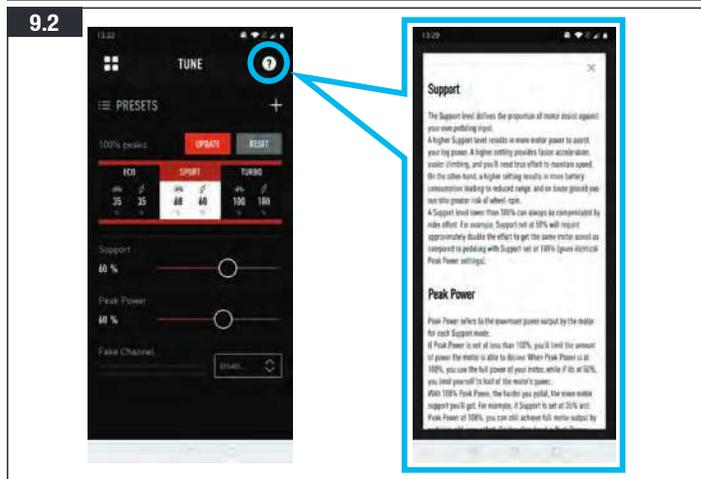 9.2
13:32
TUNE
?
PRESETS
+
100% peaks
UPDATE
RESET
ECO
SPORT
TURBO
35 35
60 60
100 100
Support
60 %
Peak Power
60 %
Fake Channel
13:29
Support
The Support level defines the proportion of motor assist against
your own pedaling input.
A higher Support level results in more motor power to assist
your leg power. A higher setting provides faster acceleration,
easier climbing, and you'll need less effort to maintain speed.
On the other hand, a higher setting results in more battery
consumption leading to reduced range, and on loose ground you
run into greater risk of wheel-spin.
A Support level lower than 100% can always be compensated by
rider effort. For example, Support set at 50% will require
approximately double the effort to get the same motor assist as
compared to pedaling with Support set at 100% (given identical
Peak Power settings).
Peak Power
Peak Power refers to the maximum power output by the motor
for each Support mode.
If Peak Power is set at less than 100%, you'll limit the amount
of power the motor is able to deliver. When Peak Power is at
100%, you use the full power of your motor, while if its at 50%,
you limit yourself to half of the motor's power.
With 100% Peak Power, the harder you pedal, the more motor
support you'll get. For example, if Support is set at 35% and
Peak Power at 100%, you can still achieve full motor output by